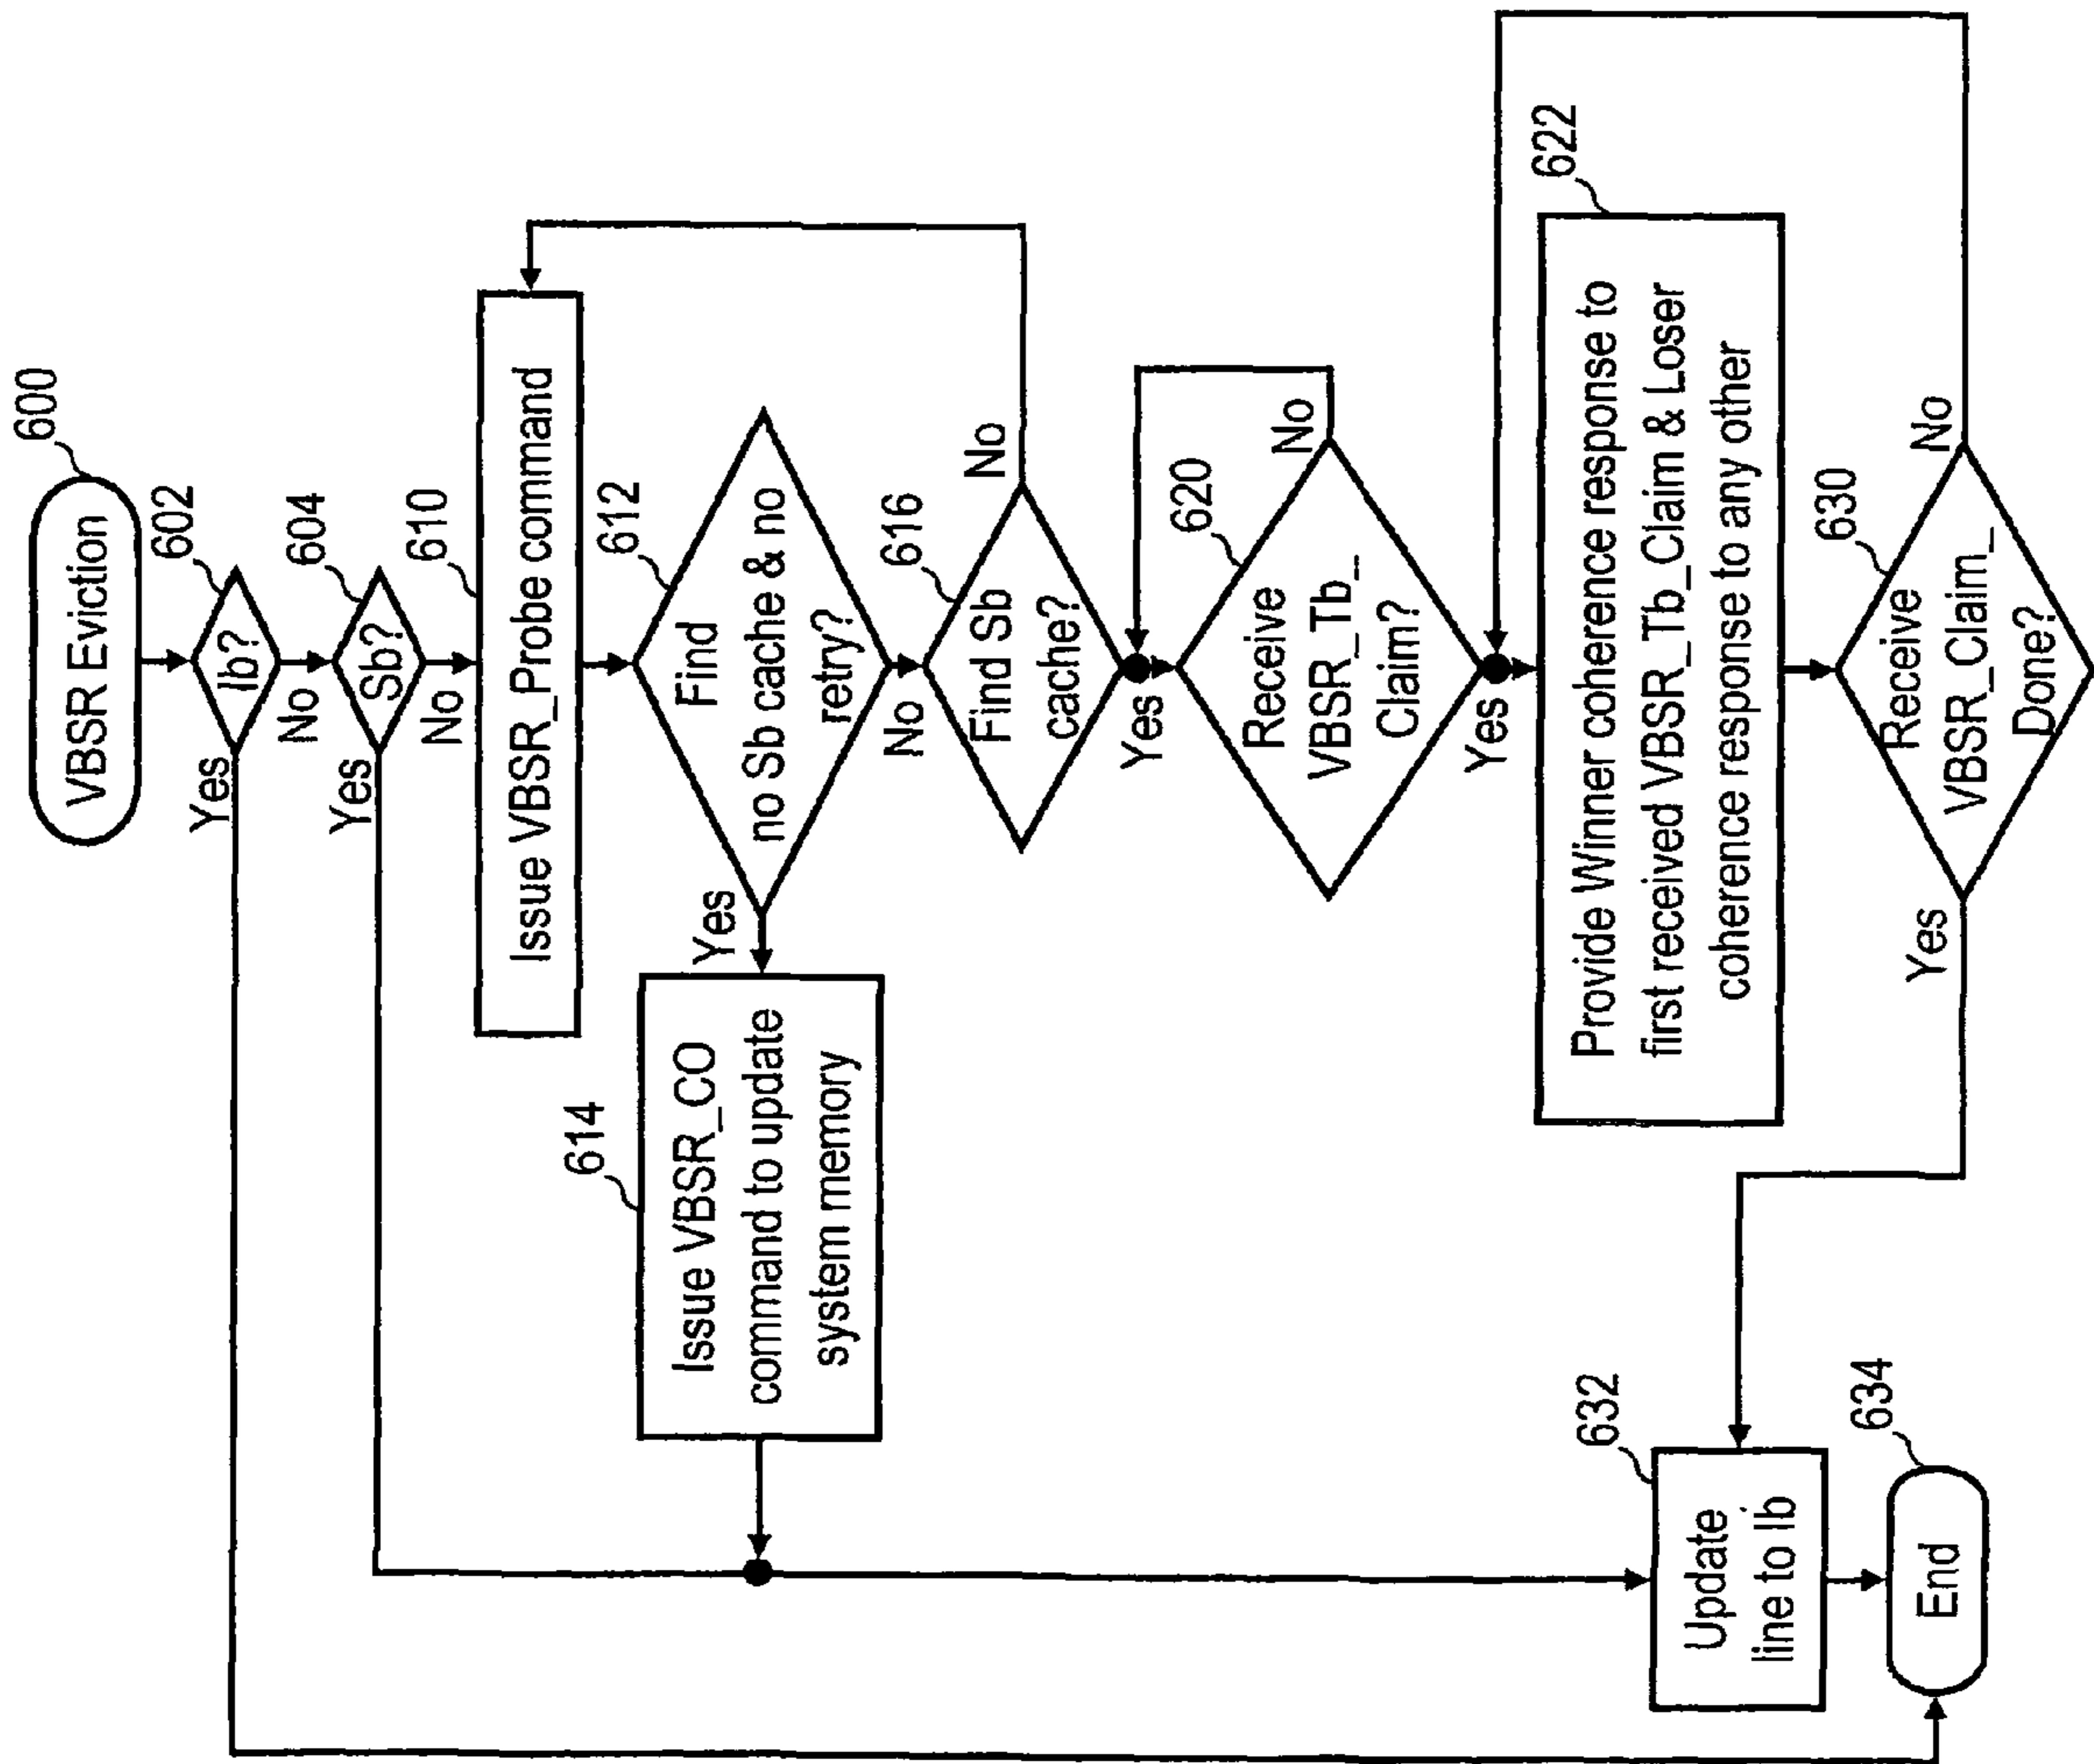 600
VBSR Eviction
602
Ib?
Yes
No
604
Sb?
Yes
No
610
Issue VBSR_Probe command
612
Find
no Sb cache & no
retry?
Yes
No
614
Issue VBSR_CO
command to update
system memory
616
Find Sb
cache?
No
Yes
620
Receive
VBSR_Tb_
Claim?
No
Yes
622
Provide Winner coherence response to
first received VBSR_Tb_Claim & Loser
coherence response to any other
630
Receive
VBSR_Claim_
Done?
No
Yes
632
Update
line to Ib
634
End